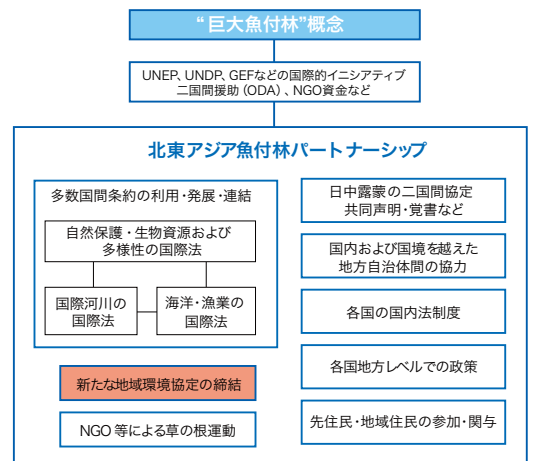 “巨大魚付林”概念
UNEP、UNDP、GEFなどの国際的イニシアティブ
二国間援助（ODA）、NGO資金など
北東アジア魚付林パートナーシップ
多数国間条約の利用・発展・連結
自然保護・生物資源および
多様性の国際法
国際河川の
国際法
海洋・漁業の
国際法
新たな地域環境協定の締結
NGO 等による草の根運動
日中露蒙の二国間協定
共同声明・覚書など
国内および国境を越えた
地方自治体間の協力
各国の国内法制度
各国地方レベルでの政策
先住民・地域住民の参加・関与